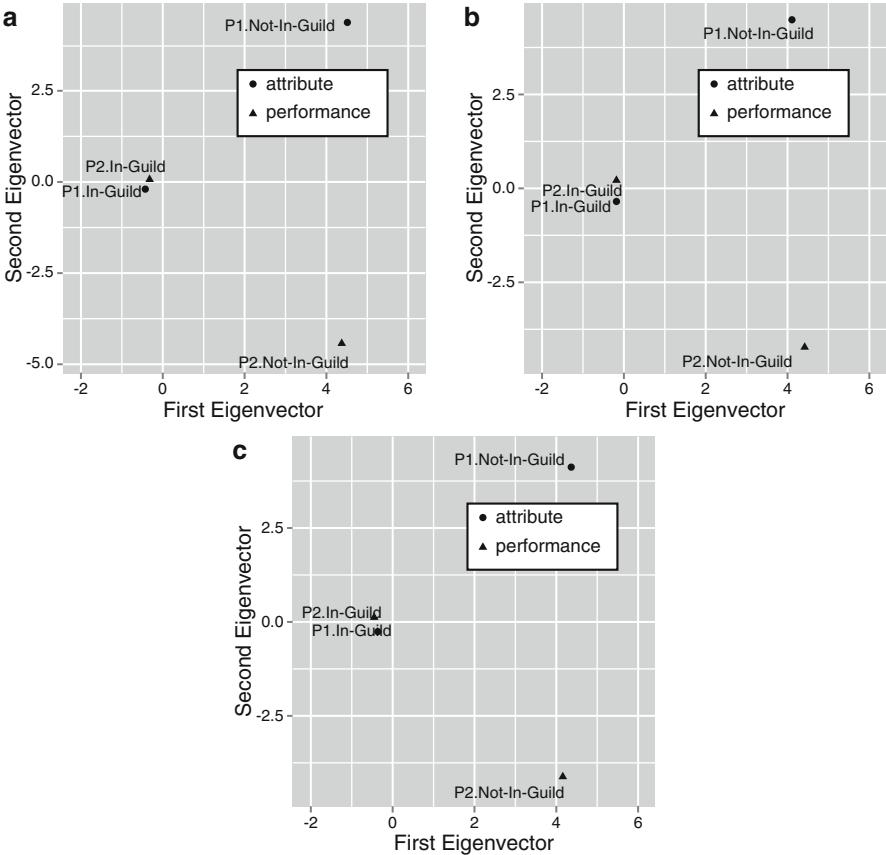 a
P1.Not-In-Guild
attribute
performance
P2.In-Guild
P1.In-Guild
P2.Not-In-Guild
2.5
0.0
-2.5
-5.0
Second Eigenvector
-2 0 2 4 6
First Eigenvector
b
P1.Not-In-Guild
attribute
performance
P2.In-Guild
P1.In-Guild
P2.Not-In-Guild
2.5
0.0
-2.5
Second Eigenvector
-2 0 2 4 6
First Eigenvector
c
P1.Not-In-Guild
attribute
performance
P2.In-Guild
P1.In-Guild
P2.Not-In-Guild
2.5
0.0
-2.5
Second Eigenvector
-2 0 2 4 6
First Eigenvector